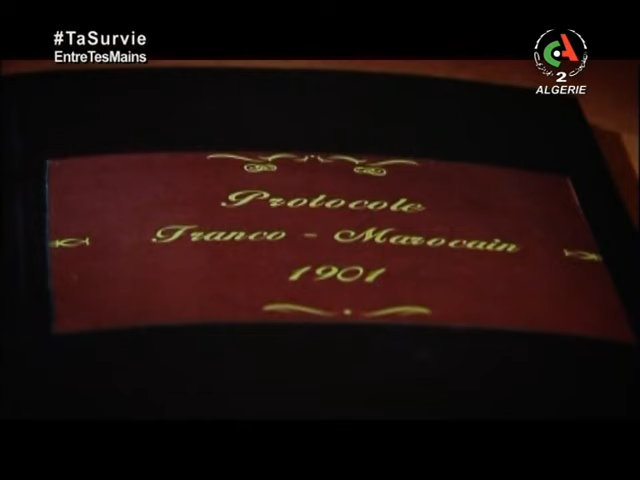 #TaSurvie
EntreTesMains
2
ALGERIE
Protocole
Franco - Marocain
1901